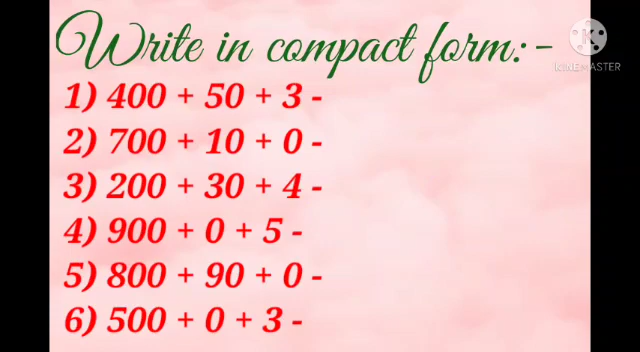 Write in compact form:-
KINEMASTER
1) 400 + 50 + 3 -
2) 700 + 10 + 0 -
3) 200 + 30 + 4 -
4) 900 + 0 + 5 -
5) 800 + 90 + 0 -
6) 500 + 0 + 3 -